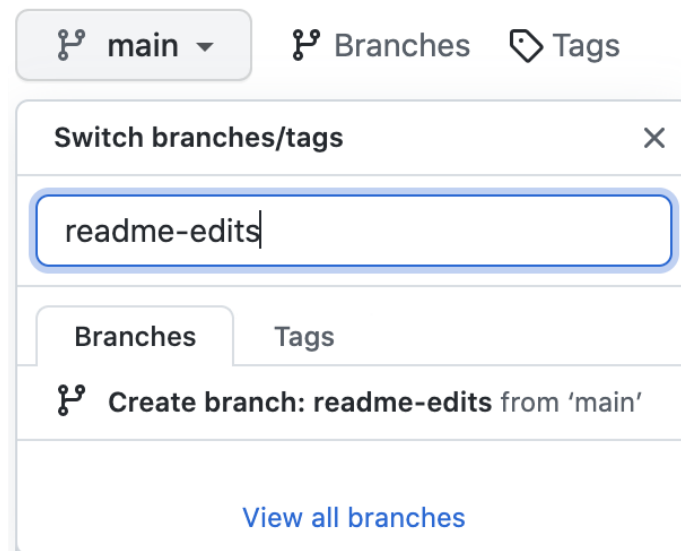 main Branches Tags
Switch branches/tags
readme-edits
Branches Tags
Create branch: readme-edits from ‘main’
View all branches